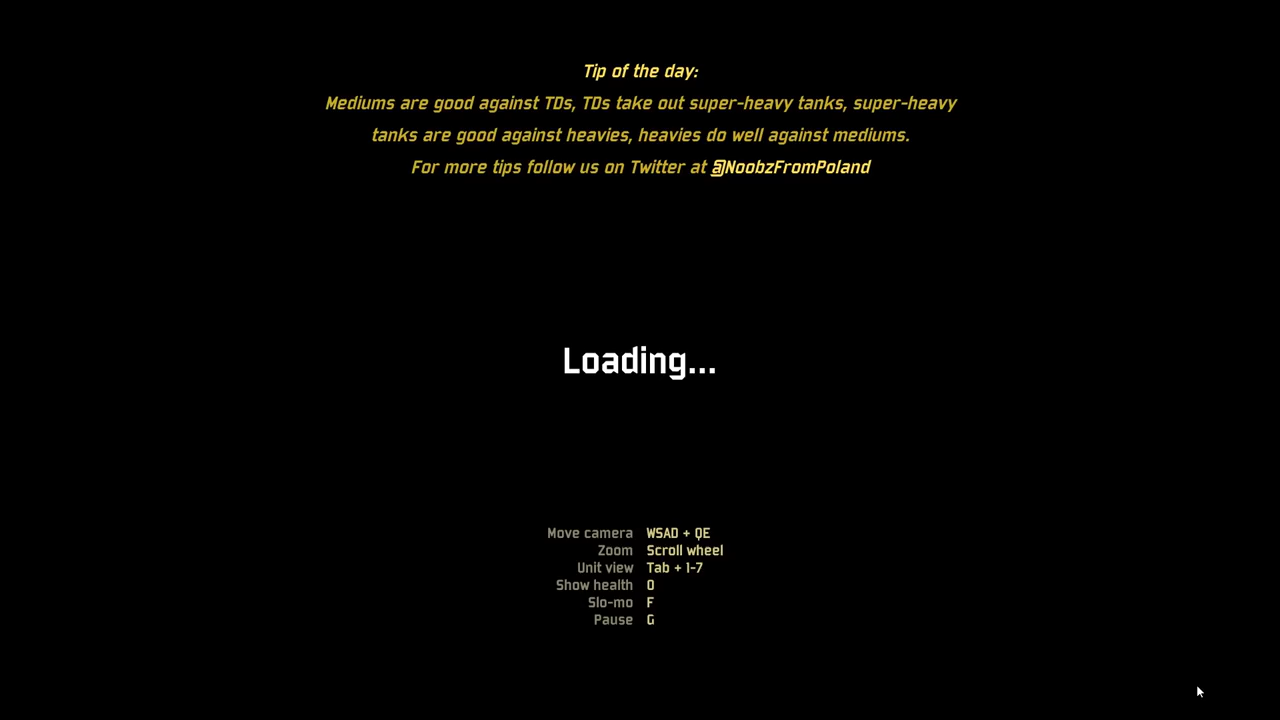 Tip of the day:
Mediums are good against TDs, TDs take out super-heavy tanks, super-heavy
tanks are good against heavies, heavies do well against mediums.
For more tips follow us on Twitter at @NoobzFromPoland
Loading...
Move camera WSAD + QE
Zoom Scroll wheel
Unit view Tab + 1-7
Show health O
Slo-mo F
Pause G